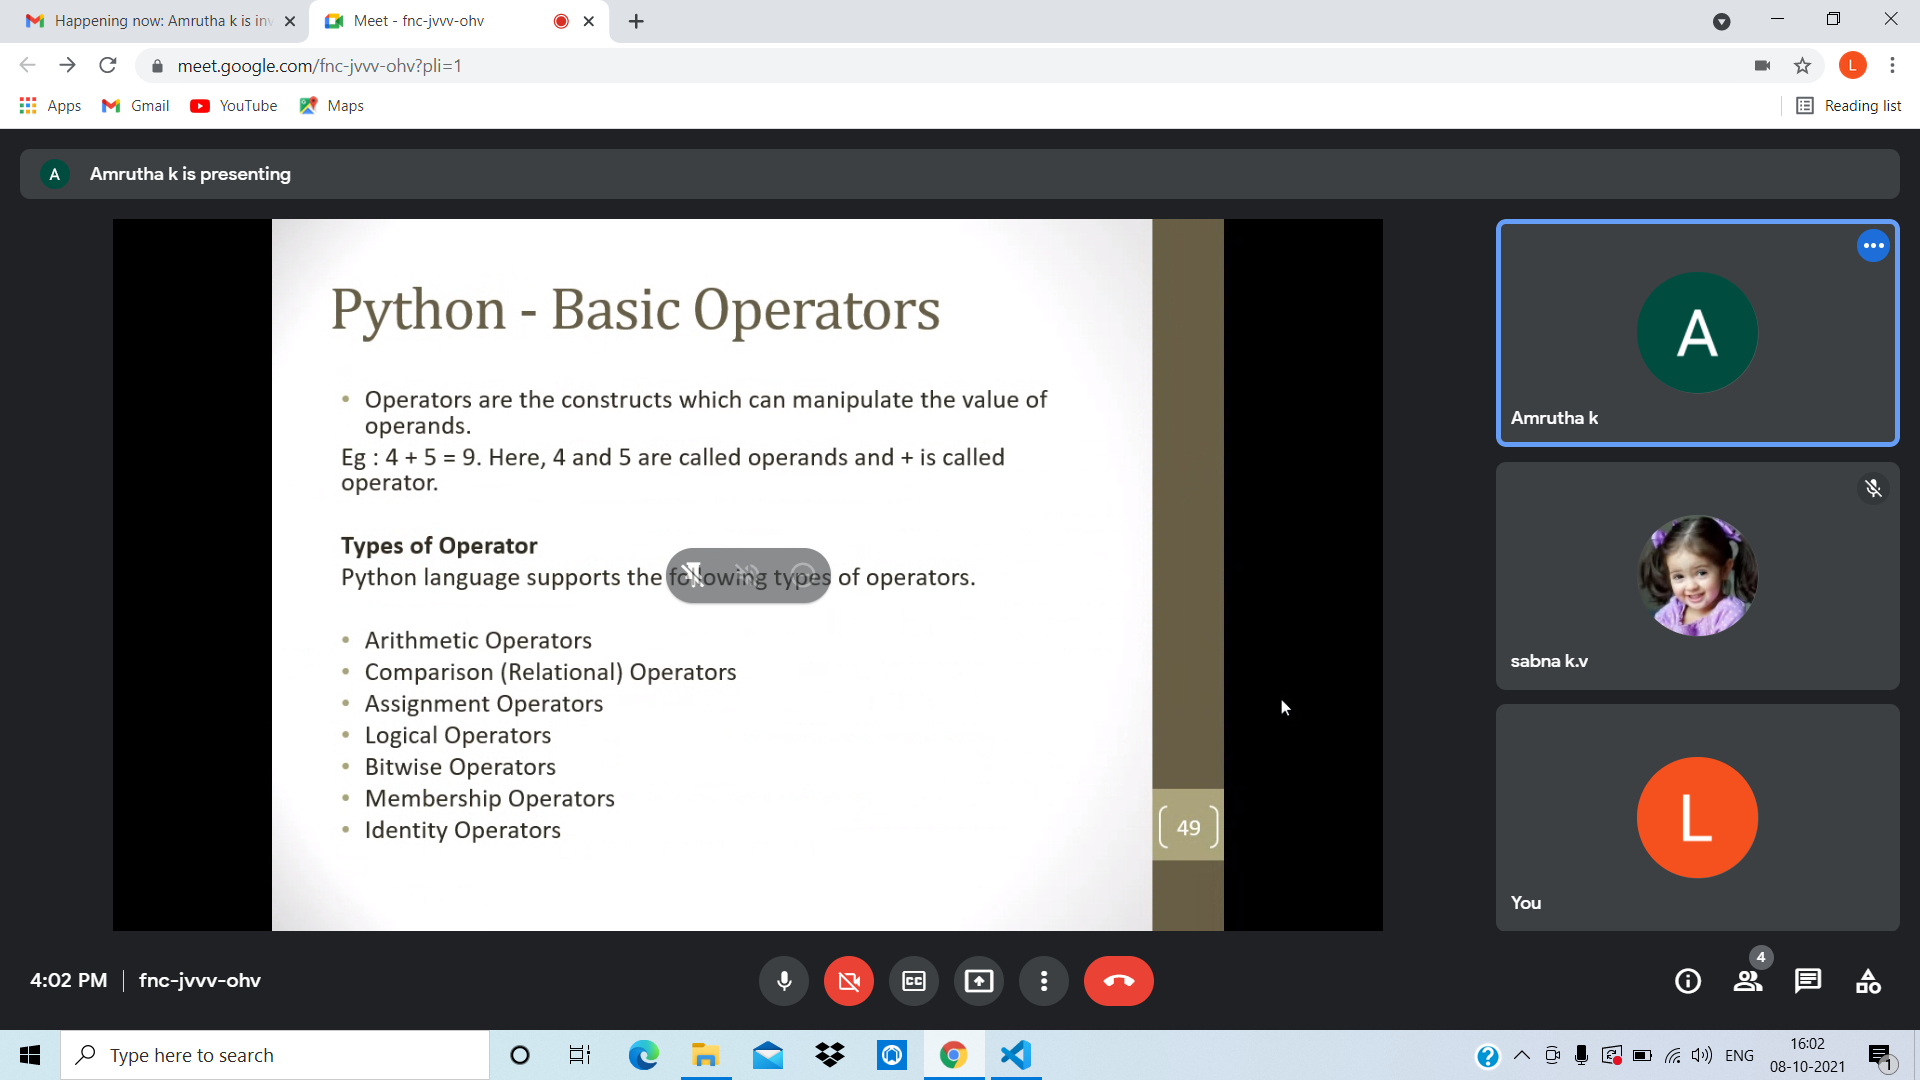 Happening now: Amrutha k is inv
Meet - fnc-jvvv-ohv
meet.google.com/fnc-jvvv-ohv?pli=1
L
Apps
Gmail
YouTube
Maps
Reading list
A
Amrutha k is presenting
Python - Basic Operators
• Operators are the constructs which can manipulate the value of
operands.
Eg : 4 + 5 = 9. Here, 4 and 5 are called operands and + is called
operator.
Types of Operator
Python language supports the following types of operators.
• Arithmetic Operators
• Comparison (Relational) Operators
• Assignment Operators
• Logical Operators
• Bitwise Operators
• Membership Operators
• Identity Operators
49
A
Amrutha k
sabna k.v
L
You
4:02 PM | fnc-jvvv-ohv
CC
4
Type here to search
ENG
16:02
08-10-2021
1